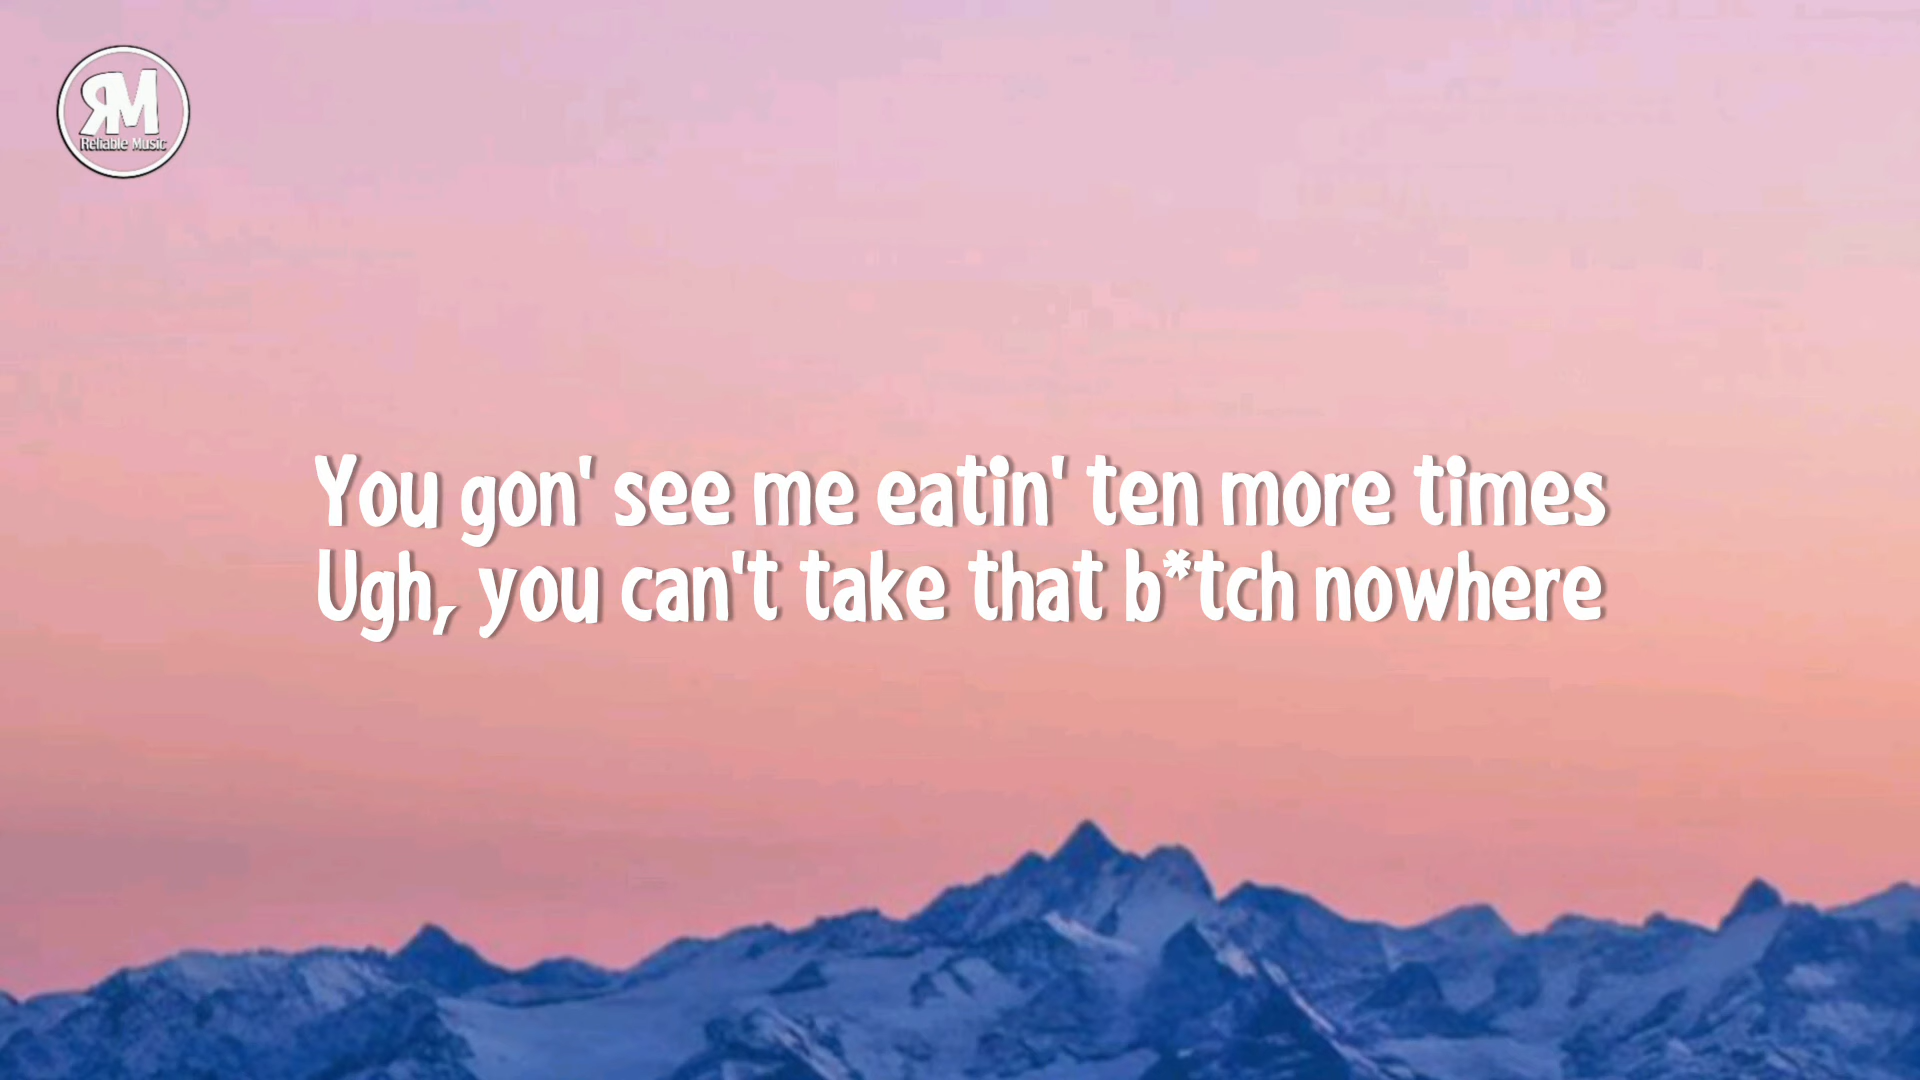 RM
Reliable Music
You gon' see me eatin' ten more times
Ugh, you can't take that b*tch nowhere